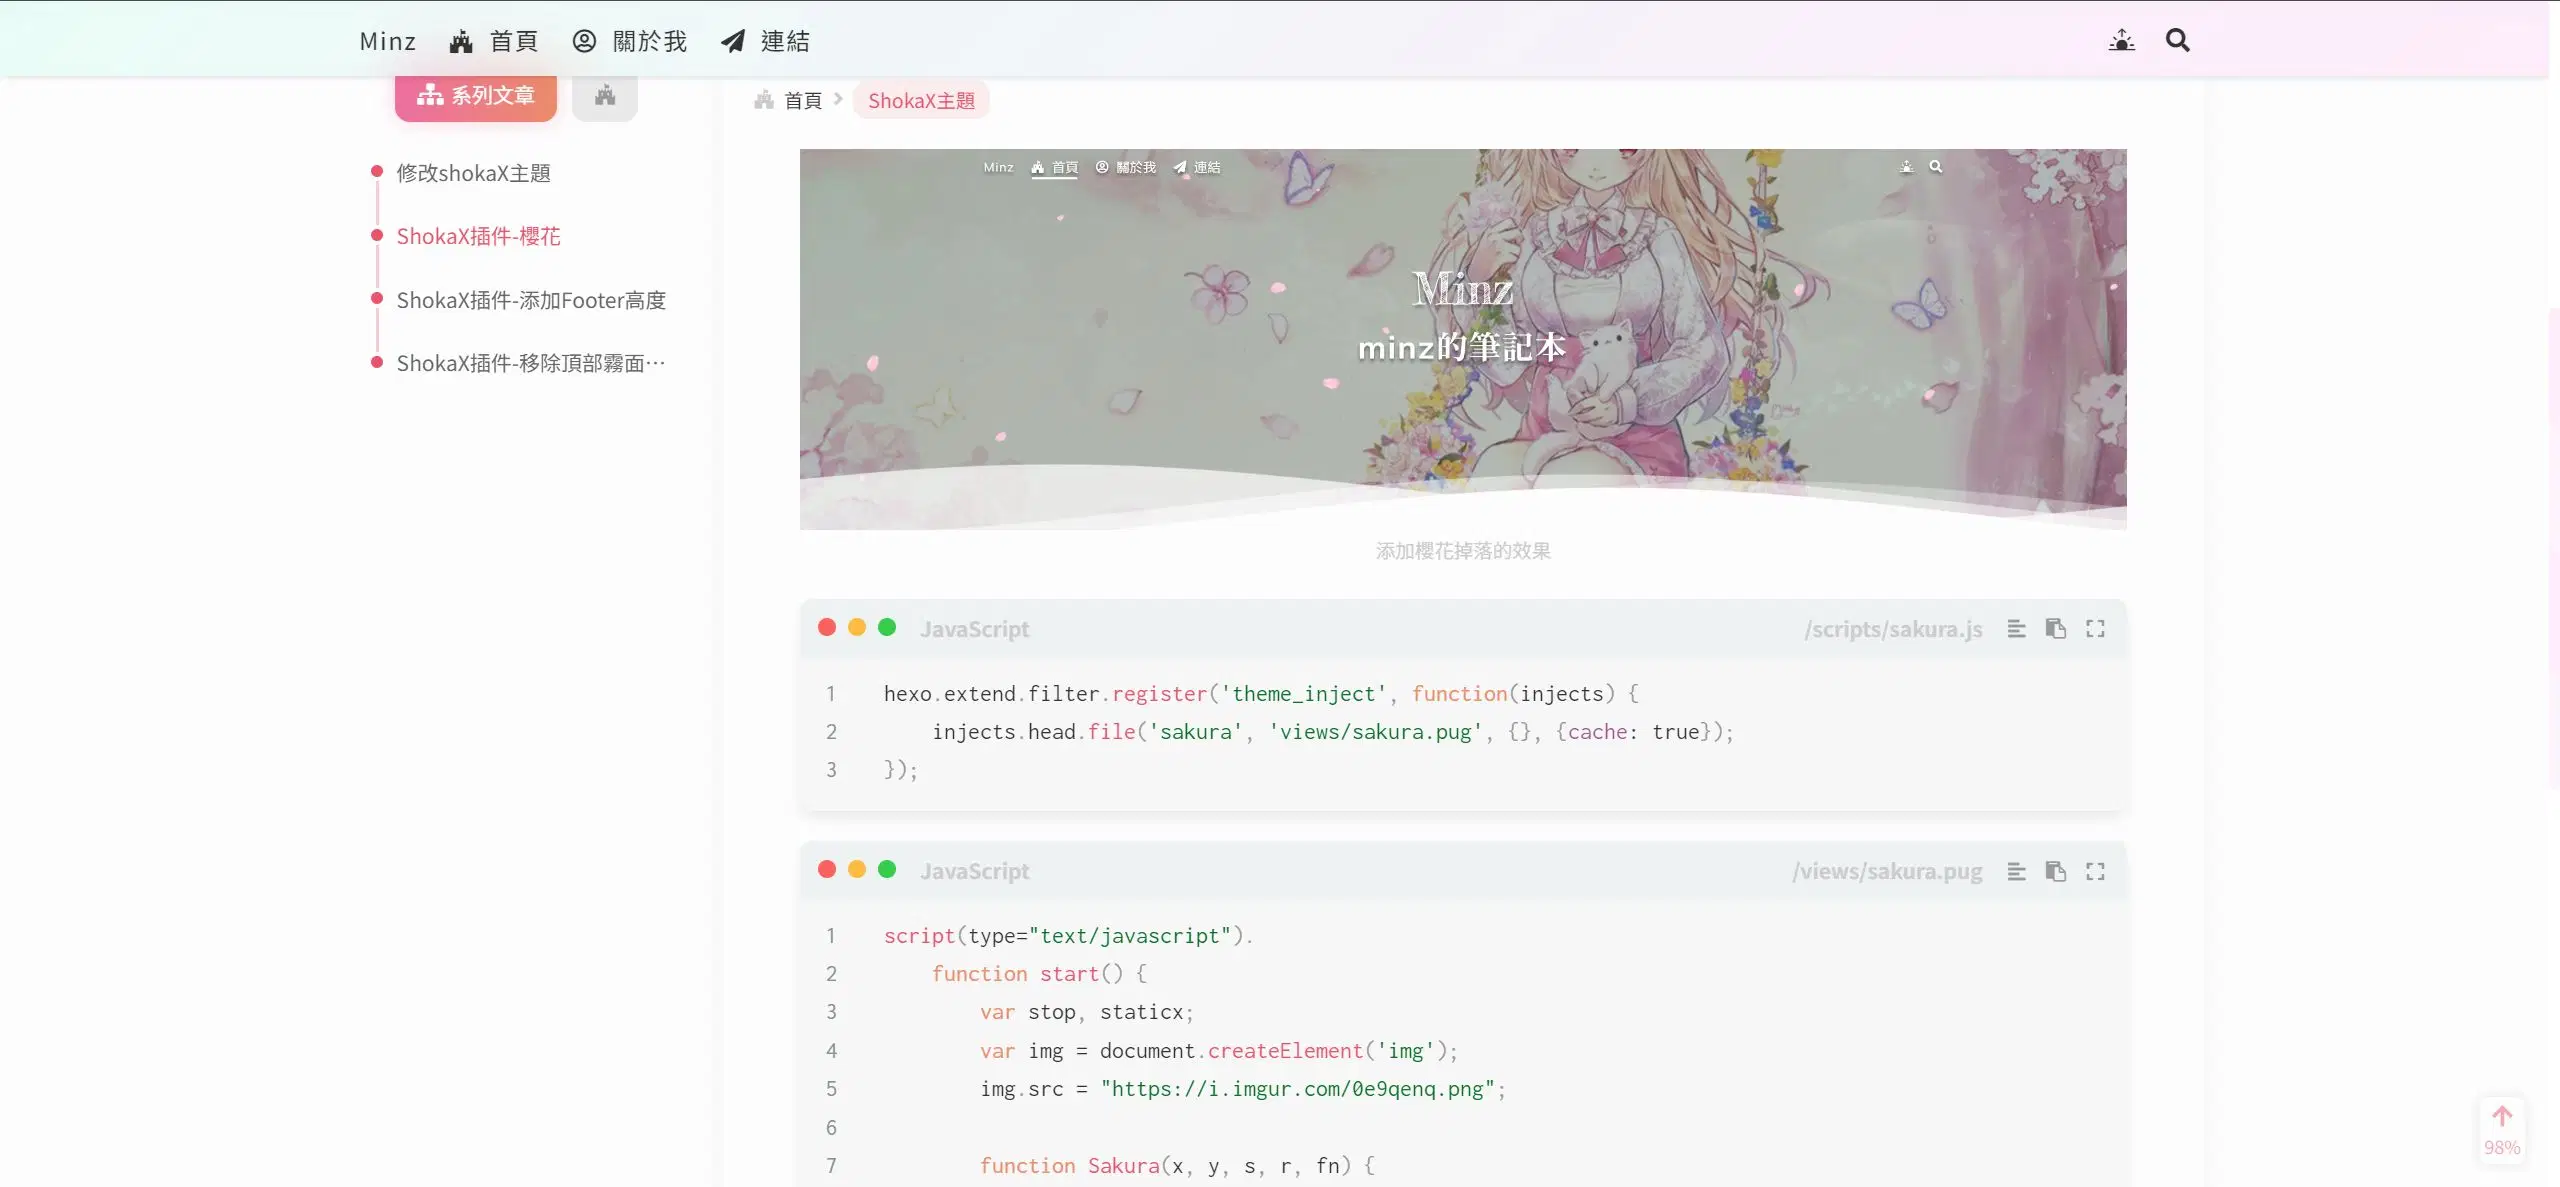 Minz 首頁 關於我 連結
系列文章
修改shokaX主題
ShokaX插件-櫻花
ShokaX插件-添加Footer高度
ShokaX插件-移除頂部霧面…
首頁 ShokaX主題
Minz 首頁 關於我 連結
Minz
minz的筆記本
添加櫻花掉落的效果
JavaScript /scripts/sakura.js
1 hexo.extend.filter.register('theme_inject', function(injects) {
2 injects.head.file('sakura', 'views/sakura.pug', {}, {cache: true});
3 });
JavaScript /views/sakura.pug
1 script(type="text/javascript").
2 function start() {
3 var stop, staticx;
4 var img = document.createElement('img');
5 img.src = "https://i.imgur.com/0e9qenq.png";
6
7 function Sakura(x, y, s, r, fn) {
98%